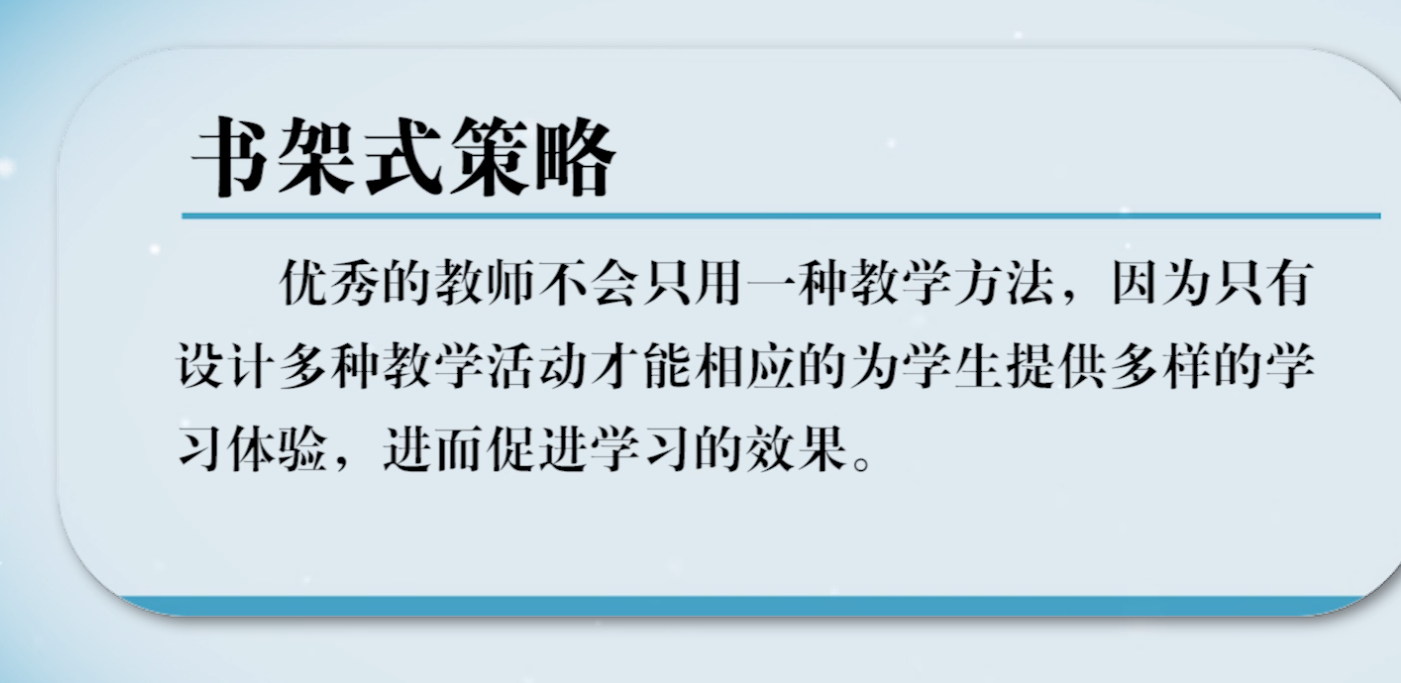 书架式策略
优秀的教师不会只用一种教学方法，因为只有
设计多种教学活动才能相应的为学生提供多样的学
习体验，进而促进学习的效果。